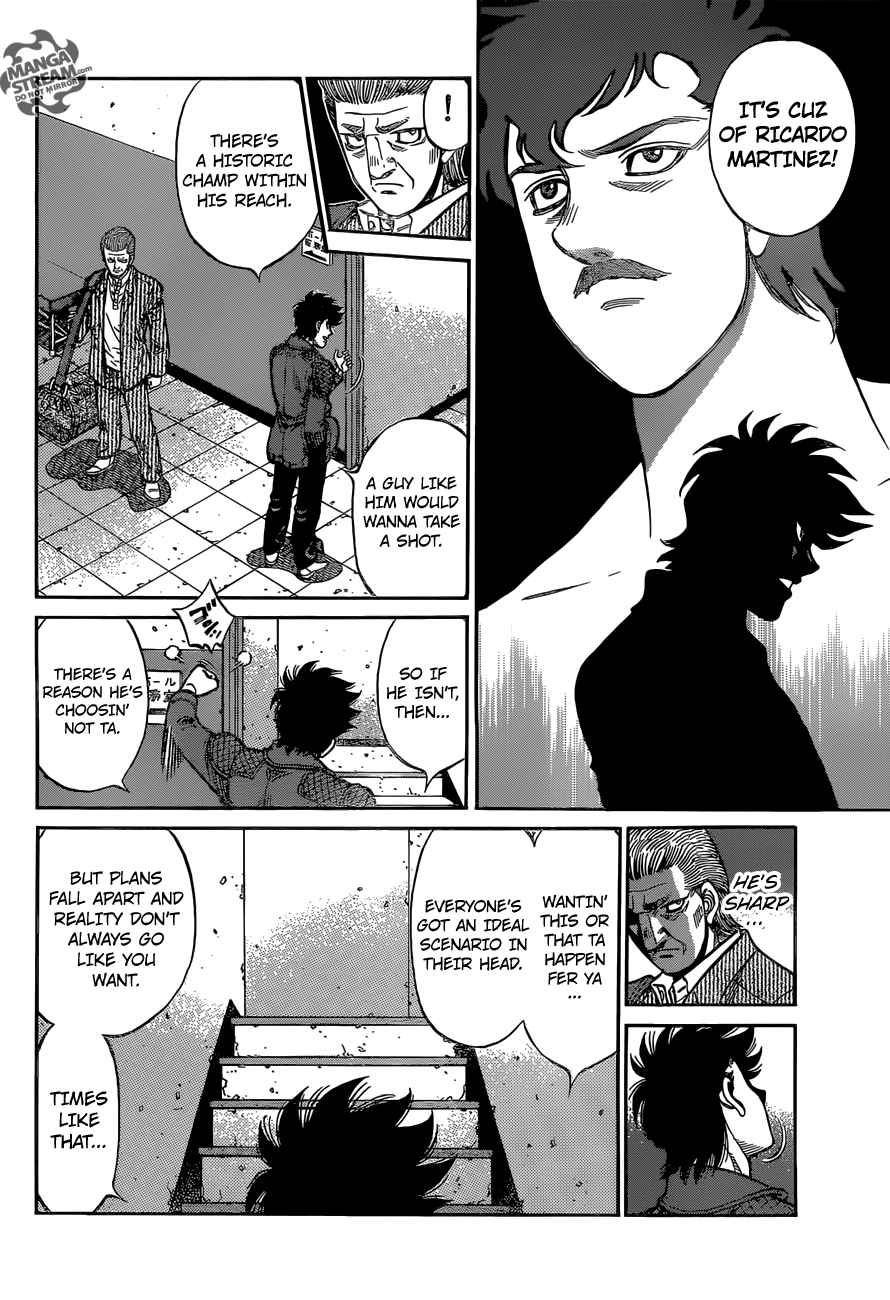 MANGA
STREAM.com
DO NOT MIRROR
IT'S CUZ
OF RICARDO
MARTINEZ!
!
THERE'S
A HISTORIC
CHAMP WITHIN
HIS REACH.
A GUY LIKE
HIM WOULD
WANNA TAKE
A SHOT.
SO IF
HE ISN'T,
THEN...
THERE'S A
REASON HE'S
CHOOSIN'
NOT TA.
HE'S
SHARP
...
WANTIN'
THIS OR
THAT TA
HAPPEN
FER YA
...
EVERYONE'S
GOT AN IDEAL
SCENARIO IN
THEIR HEAD.
BUT PLANS
FALL APART AND
REALITY DON'T
ALWAYS GO
LIKE YOU
WANT.
TIMES
LIKE
THAT...